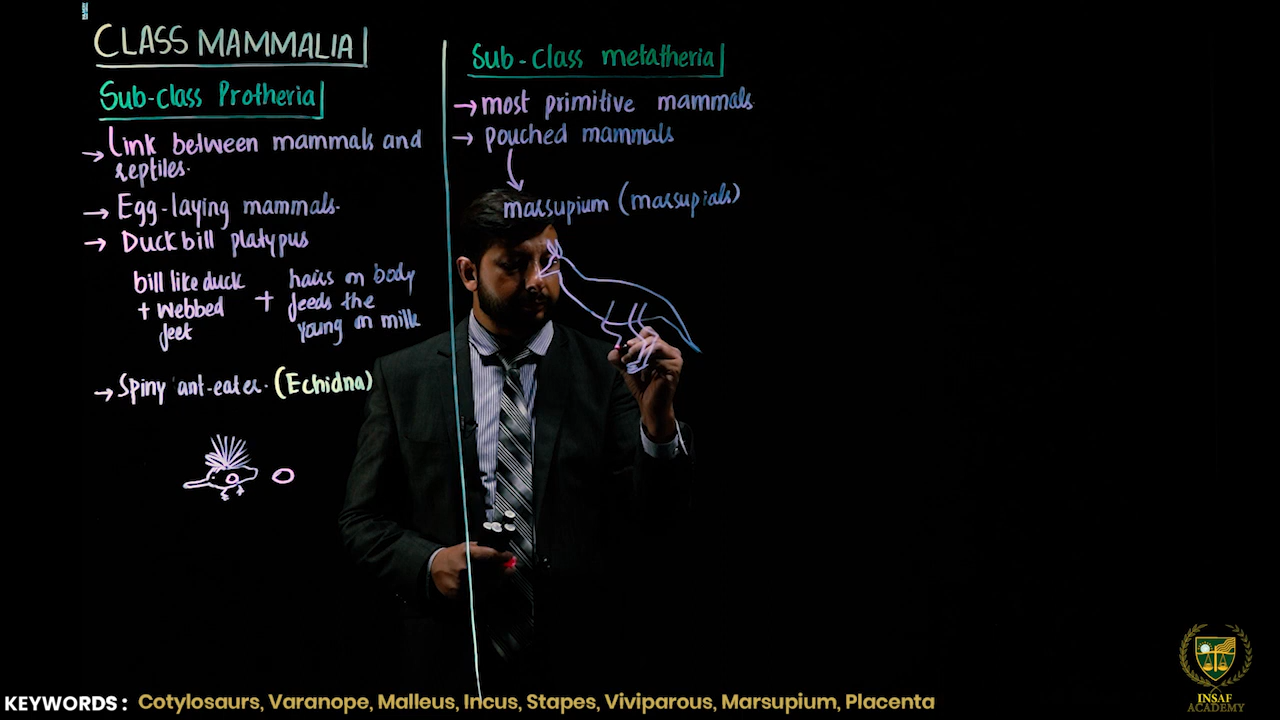 CLASS MAMMALIA
Sub-class Protheria
→ Link between mammals and
reptiles.
→ Egg-laying mammals.
→ Duckbill platypus
bill like duck
+ webbed
feet
+
hairs on body
feeds the
young on milk
→ Spiny ant-eater. (Echidna)
Sub-class metatheria
→ most primitive mammals.
→ pouched mammals
marsupium (marsupials)
KEYWORDS : Cotylosaurs, Varanope, Malleus, Incus, Stapes, Viviparous, Marsupium, Placenta
INSAF
ACADEMY